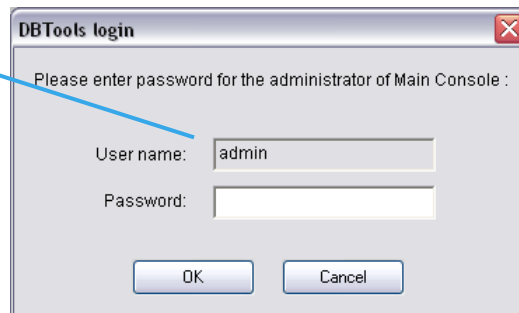 DBTools login
Please enter password for the administrator of Main Console :
User name: admin
Password:
OK Cancel